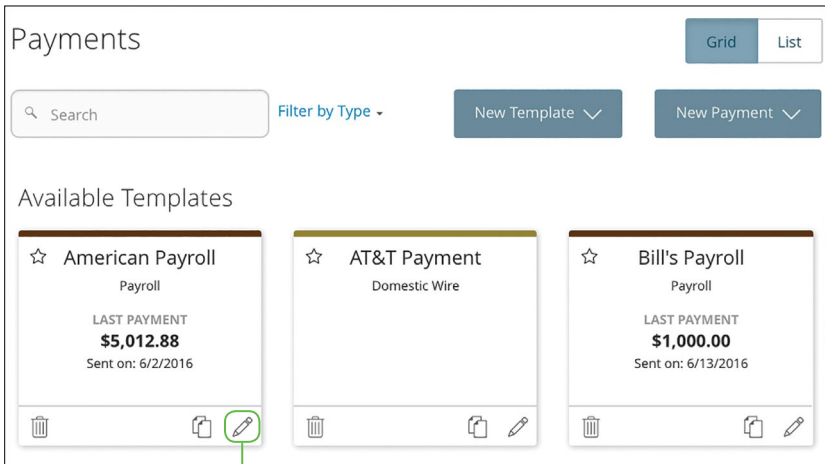 Payments
Grid
List
Search
Filter by Type
New Template
New Payment
Available Templates
American Payroll
Payroll
LAST PAYMENT
$5,012.88
Sent on: 6/2/2016
AT&T Payment
Domestic Wire
Bill's Payroll
Payroll
LAST PAYMENT
$1,000.00
Sent on: 6/13/2016